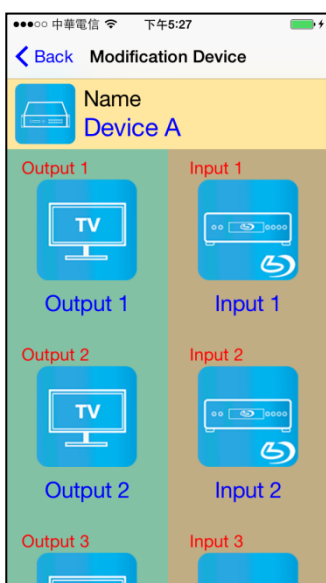 中華電信 下午5:27
Back Modification Device
Name
Device A
Output 1 Input 1
TV
Output 1 Input 1
Output 2 Input 2
TV
Output 2 Input 2
Output 3 Input 3